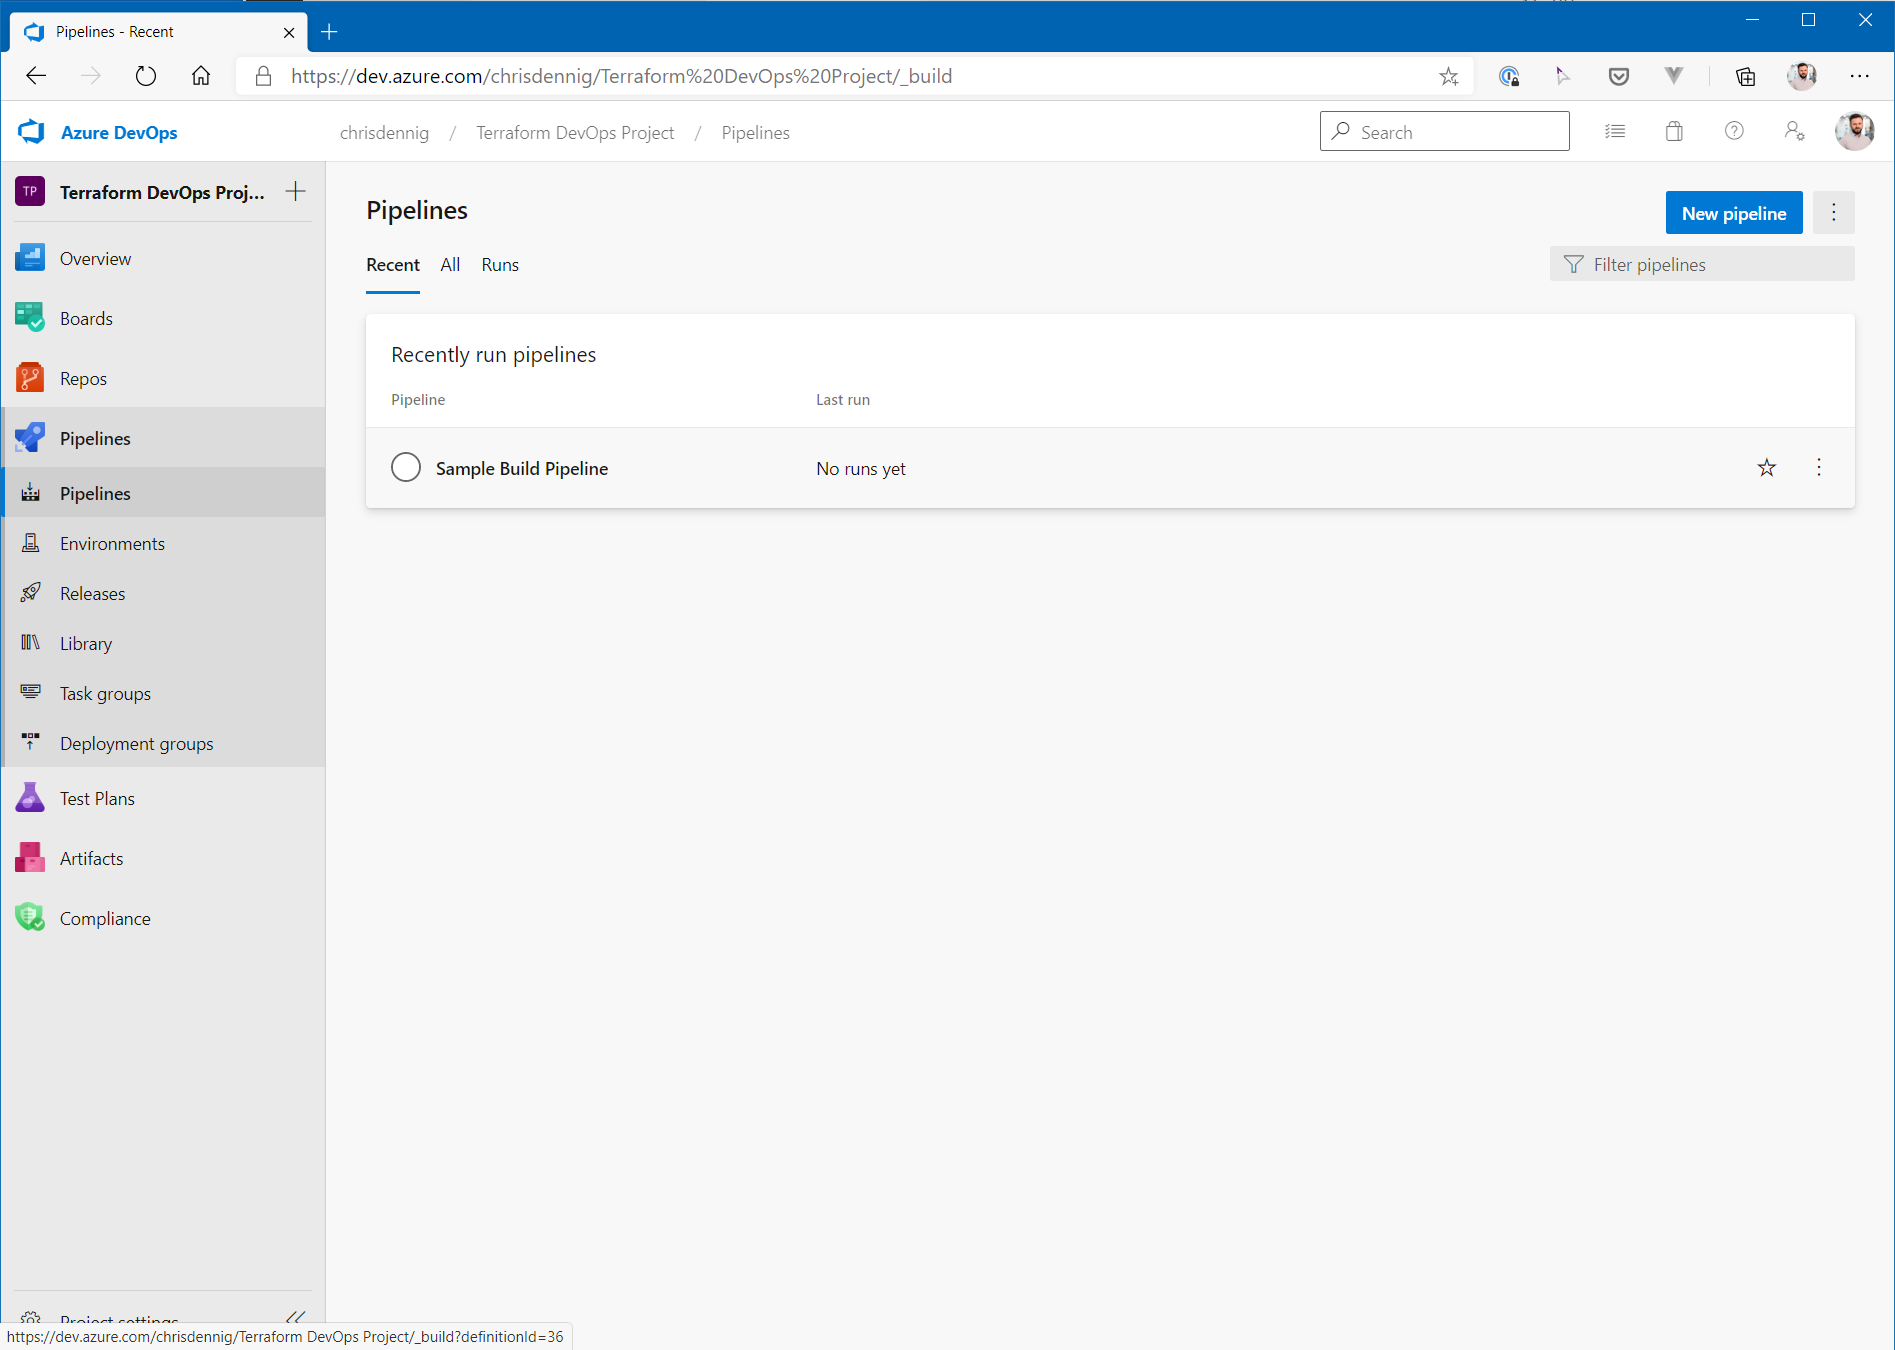 Pipelines - Recent
https://dev.azure.com/chrisdennig/Terraform%20DevOps%20Project/_build
Azure DevOps
chrisdennig / Terraform DevOps Project / Pipelines
Search
TP
Terraform DevOps Proj...
Overview
Boards
Repos
Pipelines
Pipelines
Environments
Releases
Library
Task groups
Deployment groups
Test Plans
Artifacts
Compliance
Project settings
Pipelines
New pipeline
Recent All Runs
Filter pipelines
Recently run pipelines
Pipeline Last run
Sample Build Pipeline No runs yet
https://dev.azure.com/chrisdennig/Terraform DevOps Project/_build?definitionId=36